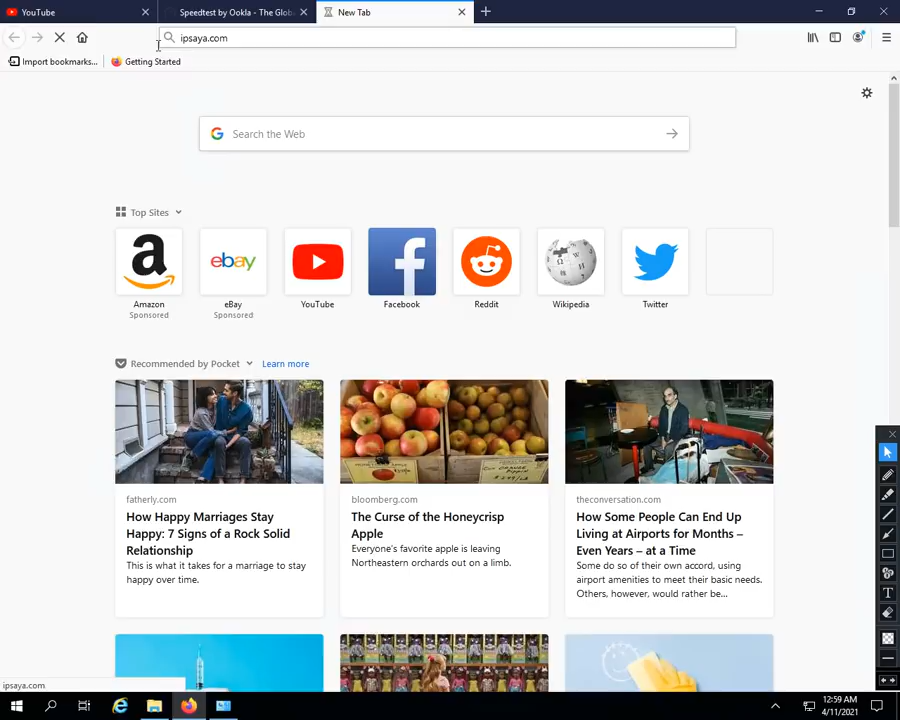 YouTube
Speedtest by Ookla - The Glob
New Tab
ipsaya.com
Import bookmarks...
Getting Started
Search the Web
Top Sites
Amazon
Sponsored
eBay
Sponsored
YouTube
Facebook
Reddit
Wikipedia
Twitter
Recommended by Pocket
Learn more
fatherly.com
How Happy Marriages Stay
Happy: 7 Signs of a Rock Solid
Relationship
This is what it takes for a marriage to stay
happy over time.
bloomberg.com
The Curse of the Honeycrisp
Apple
Everyone's favorite apple is leaving
Northeastern orchards out on a limb.
theconversation.com
How Some People Can End Up
Living at Airports for Months –
Even Years – at a Time
Some do so of their own accord, using
airport amenities to meet their basic needs.
Others, however, would rather be...
ipsaya.com
12:59 AM
4/11/2021